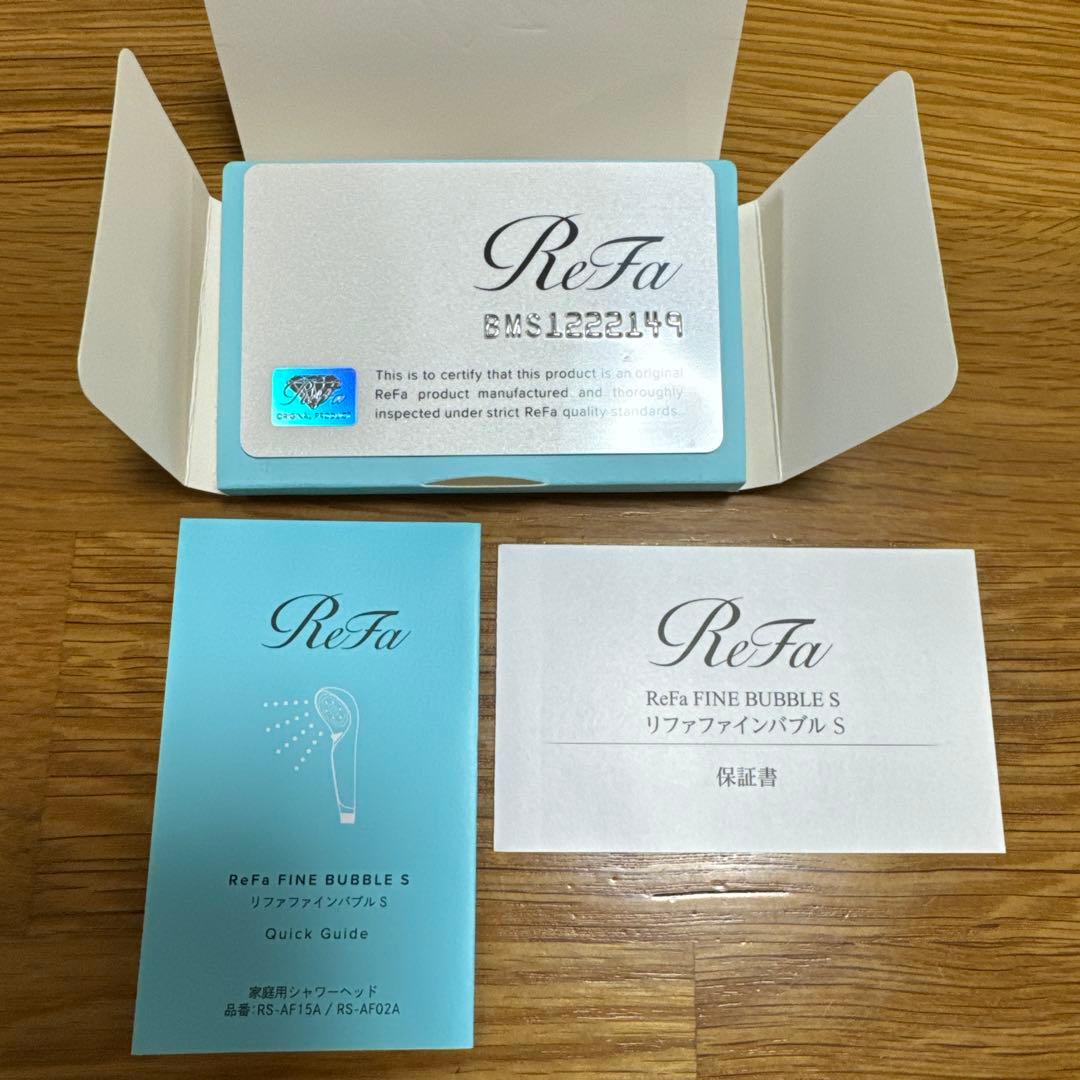 ReFa
BMS1222149
This is to certify that this product is an original
ReFa product manufactured and thoroughly
inspected under strict ReFa quality standards.
ReFa
ORIGINAL PRODUCT
ReFa
ReFa FINE BUBBLE S
リファファインバブル S
Quick Guide
家庭用シャワーヘッド
品番:RS-AF15A / RS-AF02A
ReFa
ReFa FINE BUBBLE S
リファファインバブル S
保証書